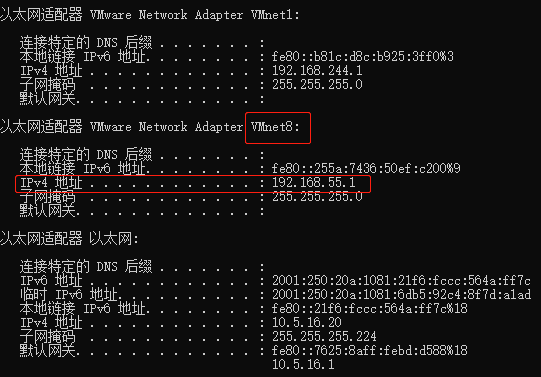 以太网适配器 VMware Network Adapter VMnet1:
连接特定的 DNS 后缀 . . . . . . . :
本地链接 IPv6 地址. . . . . . . . : fe80::b81c:d8c:b925:3ff0%3
IPv4 地址 . . . . . . . . . . . . : 192.168.244.1
子网掩码 . . . . . . . . . . . . : 255.255.255.0
默认网关. . . . . . . . . . . . . :
以太网适配器 VMware Network Adapter VMnet8:
连接特定的 DNS 后缀 . . . . . . . :
本地链接 IPv6 地址. . . . . . . . : fe80::255a:7436:50ef:c200%9
IPv4 地址 . . . . . . . . . . . . : 192.168.55.1
子网掩码 . . . . . . . . . . . . : 255.255.255.0
默认网关. . . . . . . . . . . . . :
以太网适配器 以太网:
连接特定的 DNS 后缀 . . . . . . . :
IPv6 地址 . . . . . . . . . . . . : 2001:250:20a:1081:21f6:fccc:564a:ff7c
临时 IPv6 地址. . . . . . . . . . : 2001:250:20a:1081:6db5:92c4:8f7d:a1ad
本地链接 IPv6 地址. . . . . . . . : fe80::21f6:fccc:564a:ff7c%18
IPv4 地址 . . . . . . . . . . . . : 10.5.16.20
子网掩码 . . . . . . . . . . . . : 255.255.255.224
默认网关. . . . . . . . . . . . . : fe80::7625:8aff:febd:d588%18
10.5.16.1